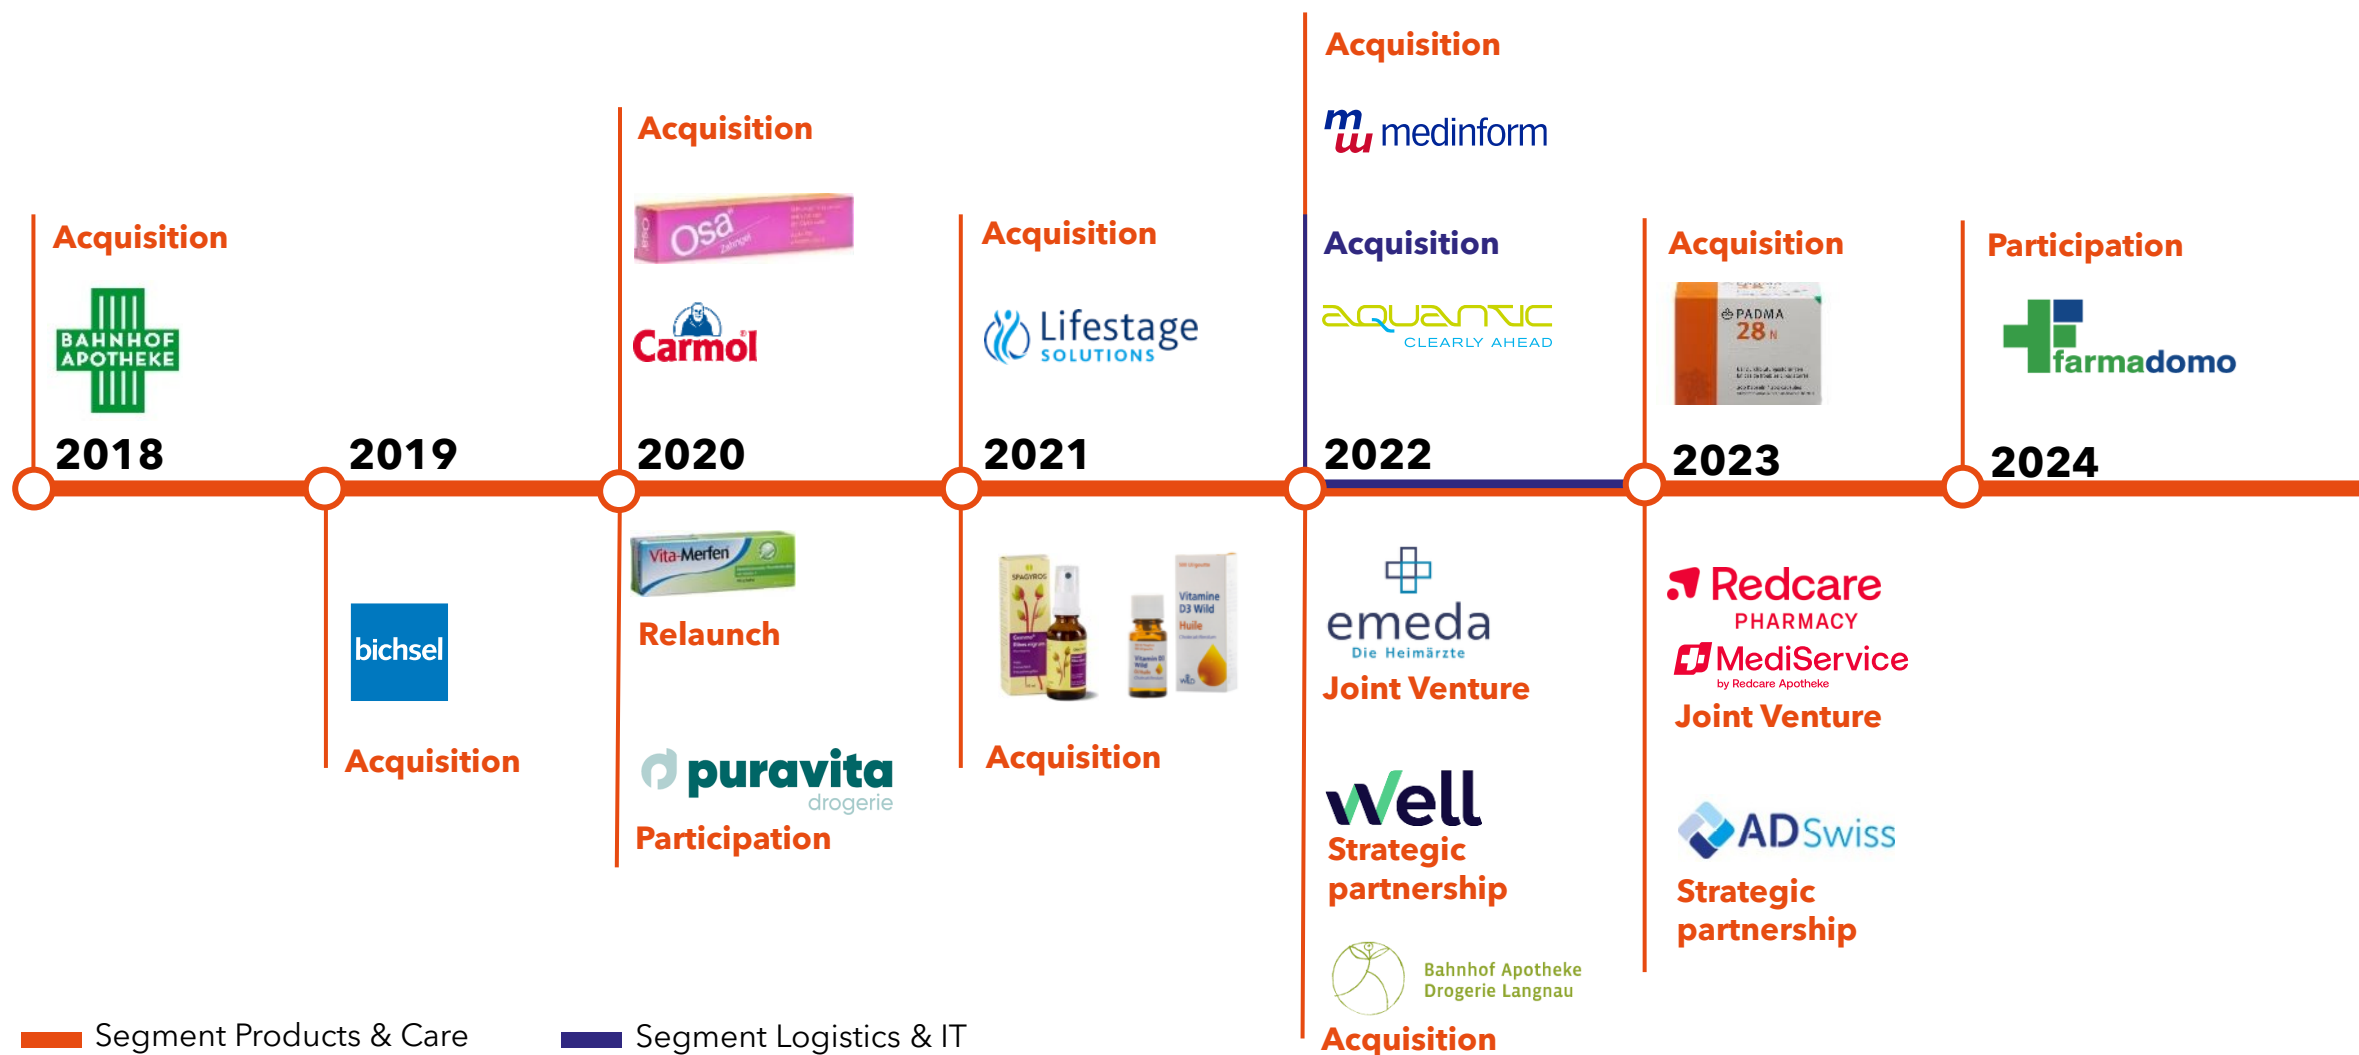 Acquisition
medinform
Acquisition
Osa
Zahngel
Carmol
Acquisition
BAHNHOF
APOTHEKE
Acquisition
Lifestage
SOLUTIONS
Acquisition
AQUANTIC
CLEARLY AHEAD
Acquisition
PADMA
28 N
Participation
farmadomo
2018
2019
2020
2021
2022
2023
2024
bichsel
Acquisition
Vita-Merfen
Relaunch
puravita
drogerie
Participation
SPAGYROS
Vitamine
D3 Wild
Huile
Acquisition
emeda
Die Heimärzte
Joint Venture
Well
Strategic
partnership
Bahnhof Apotheke
Drogerie Langnau
Acquisition
Redcare
PHARMACY
MediService
by Redcare Apotheke
Joint Venture
AD Swiss
Strategic
partnership
Segment Products & Care
Segment Logistics & IT